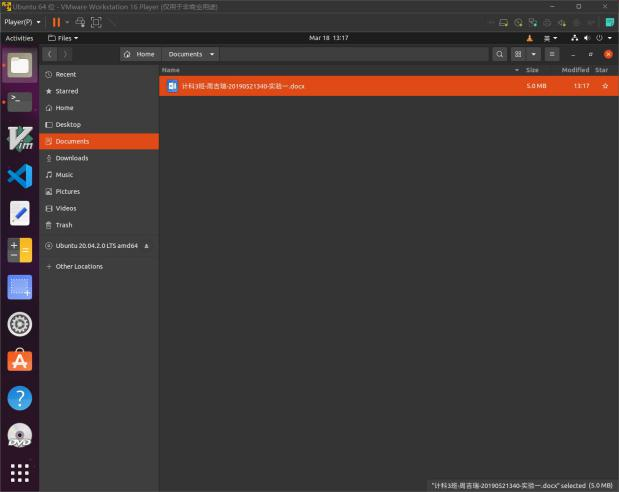 Ubuntu 64 位 - VMware Workstation 16 Player (仅用于非商业用途)
Player(P)
Activities Files Mar 18 13:17 英
Home Documents
Name Size Modified Star
Recent
计科3班-周吉瑞-20190521340-实验一.docx 5.0 MB 13:17
Starred
Home
Desktop
Documents
Downloads
Music
Pictures
Videos
Trash
Ubuntu 20.04.2.0 LTS amd64
Other Locations
Vim
DVD
"计科3班-周吉瑞-20190521340-实验一.docx" selected (5.0 MB)